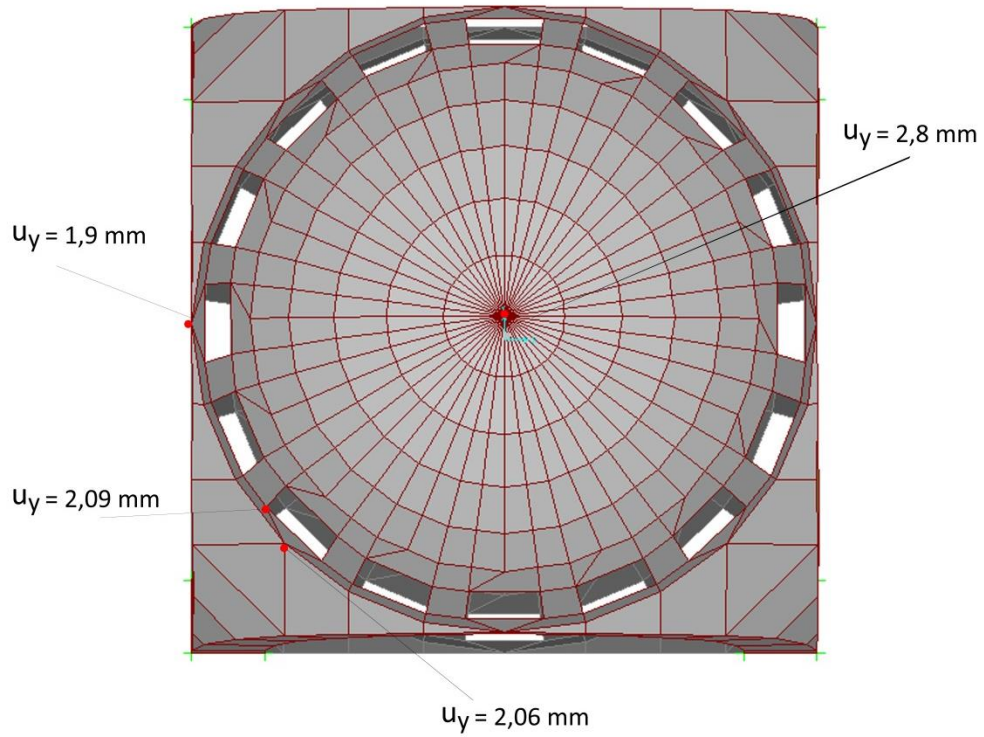 uy = 2,8 mm
uy = 1,9 mm
uy = 2,09 mm
uy = 2,06 mm